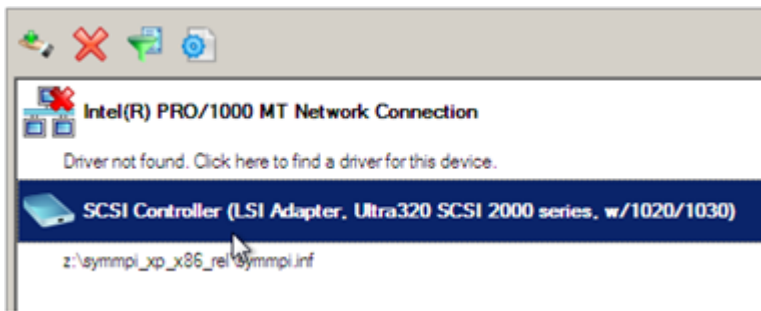 Intel(R) PRO/1000 MT Network Connection
Driver not found. Click here to find a driver for this device.
SCSI Controller (LSI Adapter, Ultra320 SCSI 2000 series, w/1020/1030)
z:\symmpi_xp_x86_rel\symmpi.inf